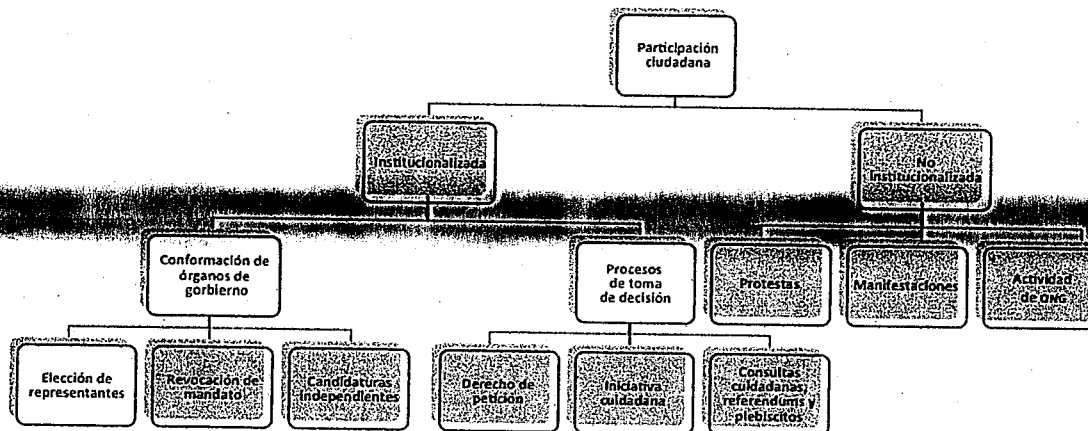 Participación
ciudadana
Institucionalizada
No
Institucionalizada
Conformación de
órganos de
gorbierno
Procesos
de toma
de decisión
Protestas
Manifestaciones
Actividad
de ONG
Elección de
representantes
Revocación de
mandato
Candidaturas
independientes
Derecho de
petición
Iniciativa
cuidadana
Consultas
cuidadanas,
referéndums y
plebiscitos